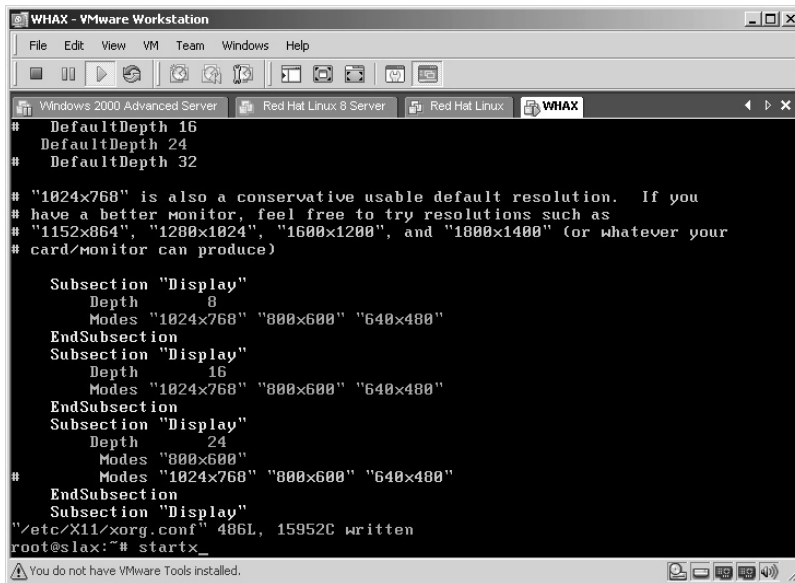 WHAX - VMware Workstation
File Edit View VM Team Windows Help
Windows 2000 Advanced Server Red Hat Linux 8 Server Red Hat Linux WHAX
#    DefaultDepth 16
   DefaultDepth 24
#    DefaultDepth 32
# "1024x768" is also a conservative usable default resolution.  If you
# have a better monitor, feel free to try resolutions such as
# "1152x864", "1280x1024", "1600x1200", and "1800x1400" (or whatever your
# card/monitor can produce)
    Subsection "Display"
        Depth       8
        Modes "1024x768" "800x600" "640x480"
    EndSubsection
    Subsection "Display"
        Depth       16
        Modes "1024x768" "800x600" "640x480"
    EndSubsection
    Subsection "Display"
        Depth       24
         Modes "800x600"
#         Modes "1024x768" "800x600" "640x480"
    EndSubsection
    Subsection "Display"
"/etc/X11/xorg.conf" 486L, 15952C written
root@slax:~# startx_
You do not have VMware Tools installed.